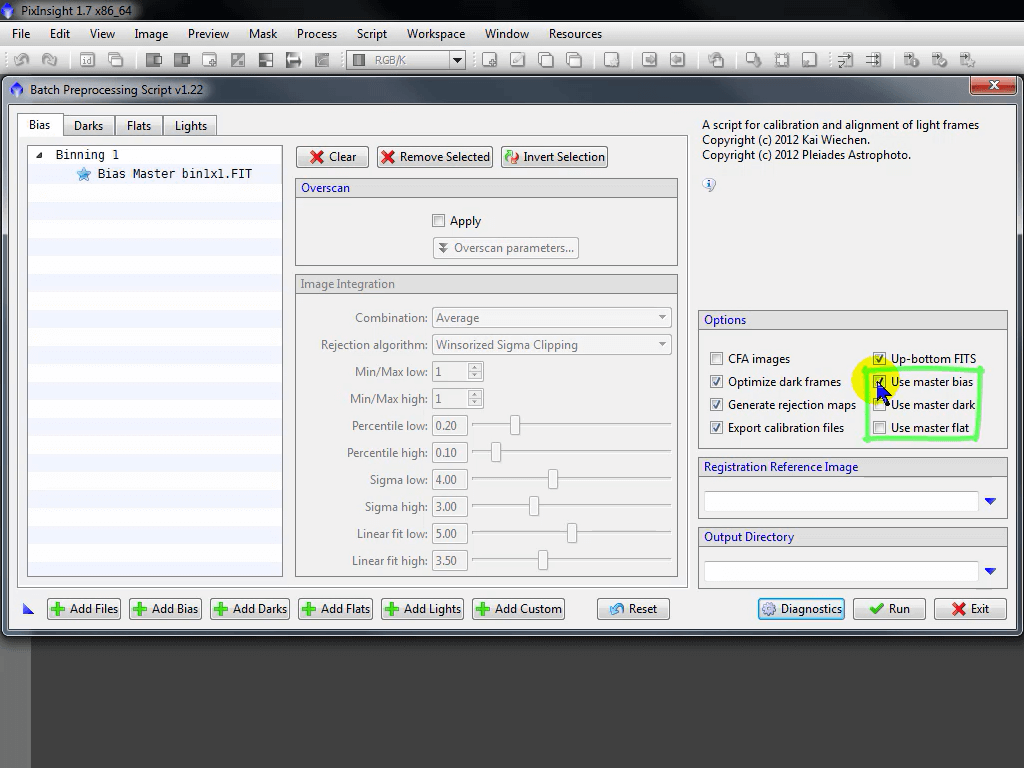 PixInsight 1.7 x86_64
File Edit View Image Preview Mask Process Script Workspace Window Resources
RGB/K
Batch Preprocessing Script v1.22
Bias Darks Flats Lights
Binning 1
Bias Master bin1x1.FIT
Clear Remove Selected Invert Selection
Overscan
Apply
Overscan parameters...
Image Integration
Combination: Average
Rejection algorithm: Winsorized Sigma Clipping
Min/Max low: 1
Min/Max high: 1
Percentile low: 0.20
Percentile high: 0.10
Sigma low: 4.00
Sigma high: 3.00
Linear fit low: 5.00
Linear fit high: 3.50
A script for calibration and alignment of light frames
Copyright (c) 2012 Kai Wiechen.
Copyright (c) 2012 Pleiades Astrophoto.
Options
CFA images Up-bottom FITS
Optimize dark frames Use master bias
Generate rejection maps Use master dark
Export calibration files Use master flat
Registration Reference Image
Output Directory
Add Files Add Bias Add Darks Add Flats Add Lights Add Custom Reset Diagnostics Run Exit